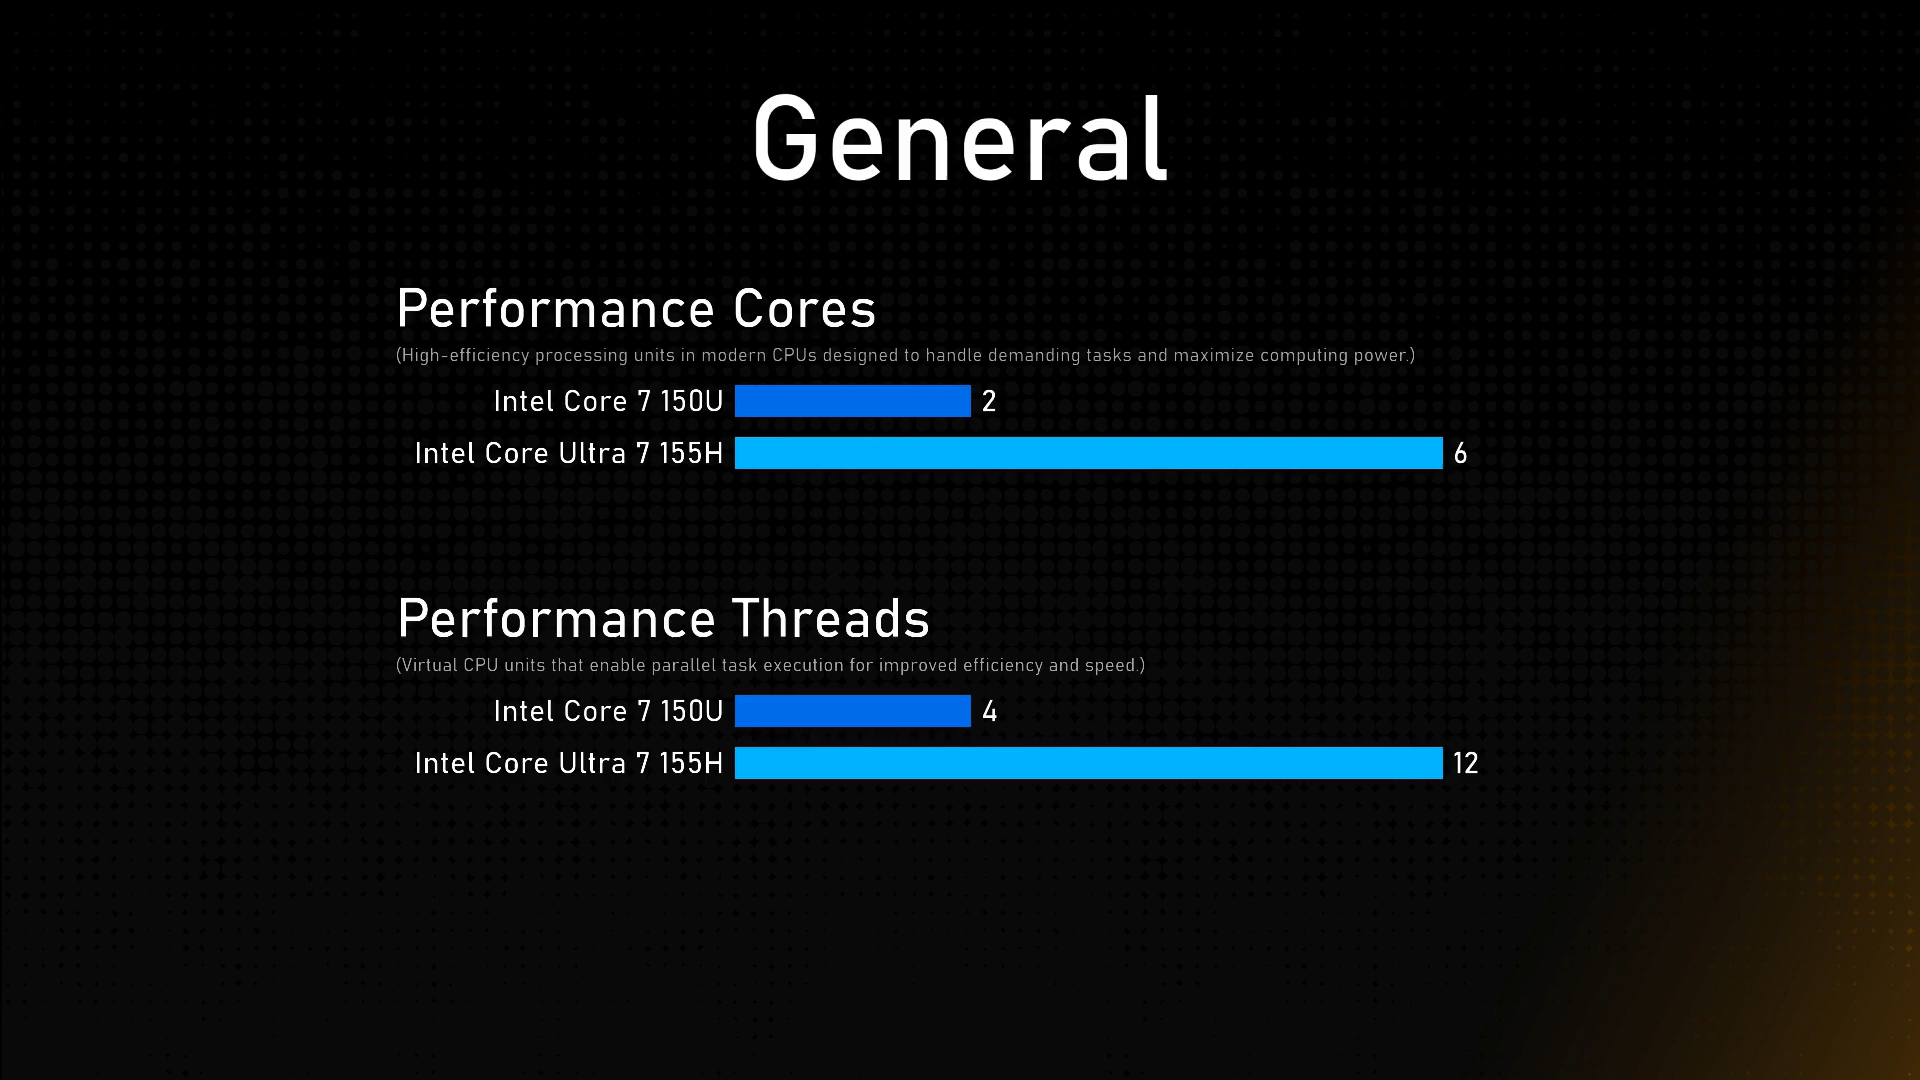 General
Performance Cores
(High-efficiency processing units in modern CPUs designed to handle demanding tasks and maximize computing power.)
Intel Core 7 150U 2
Intel Core Ultra 7 155H 6
Performance Threads
(Virtual CPU units that enable parallel task execution for improved efficiency and speed.)
Intel Core 7 150U 4
Intel Core Ultra 7 155H 12